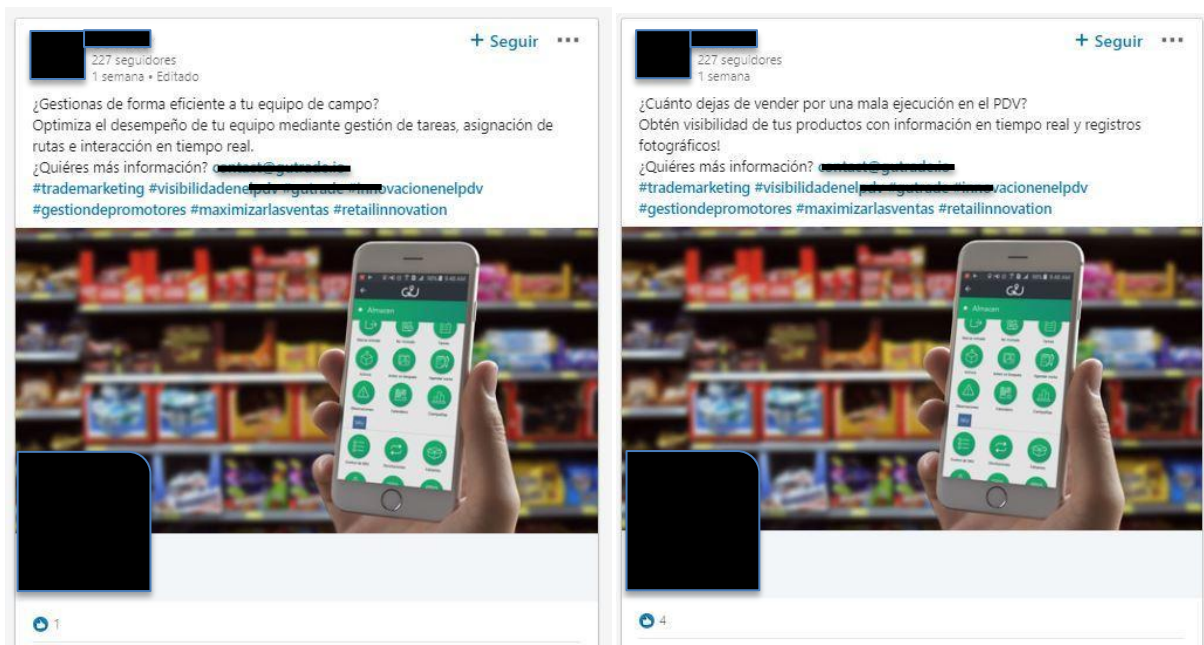 + Seguir •••
227 seguidores
1 semana • Editado
¿Gestionas de forma eficiente a tu equipo de campo?
Optimiza el desempeño de tu equipo mediante gestión de tareas, asignación de
rutas e interacción en tiempo real.
¿Quiéres más información?
#trademarketing
#gestiondepromotores #maximizarlasventas #retailinnovation
Almacen
1
+ Seguir •••
227 seguidores
1 semana
¿Cuánto dejas de vender por una mala ejecución en el PDV?
Obtén visibilidad de tus productos con información en tiempo real y registros
fotográficos!
¿Quiéres más información?
#trademarketing
#gestiondepromotores #maximizarlasventas #retailinnovation
Almacen
4